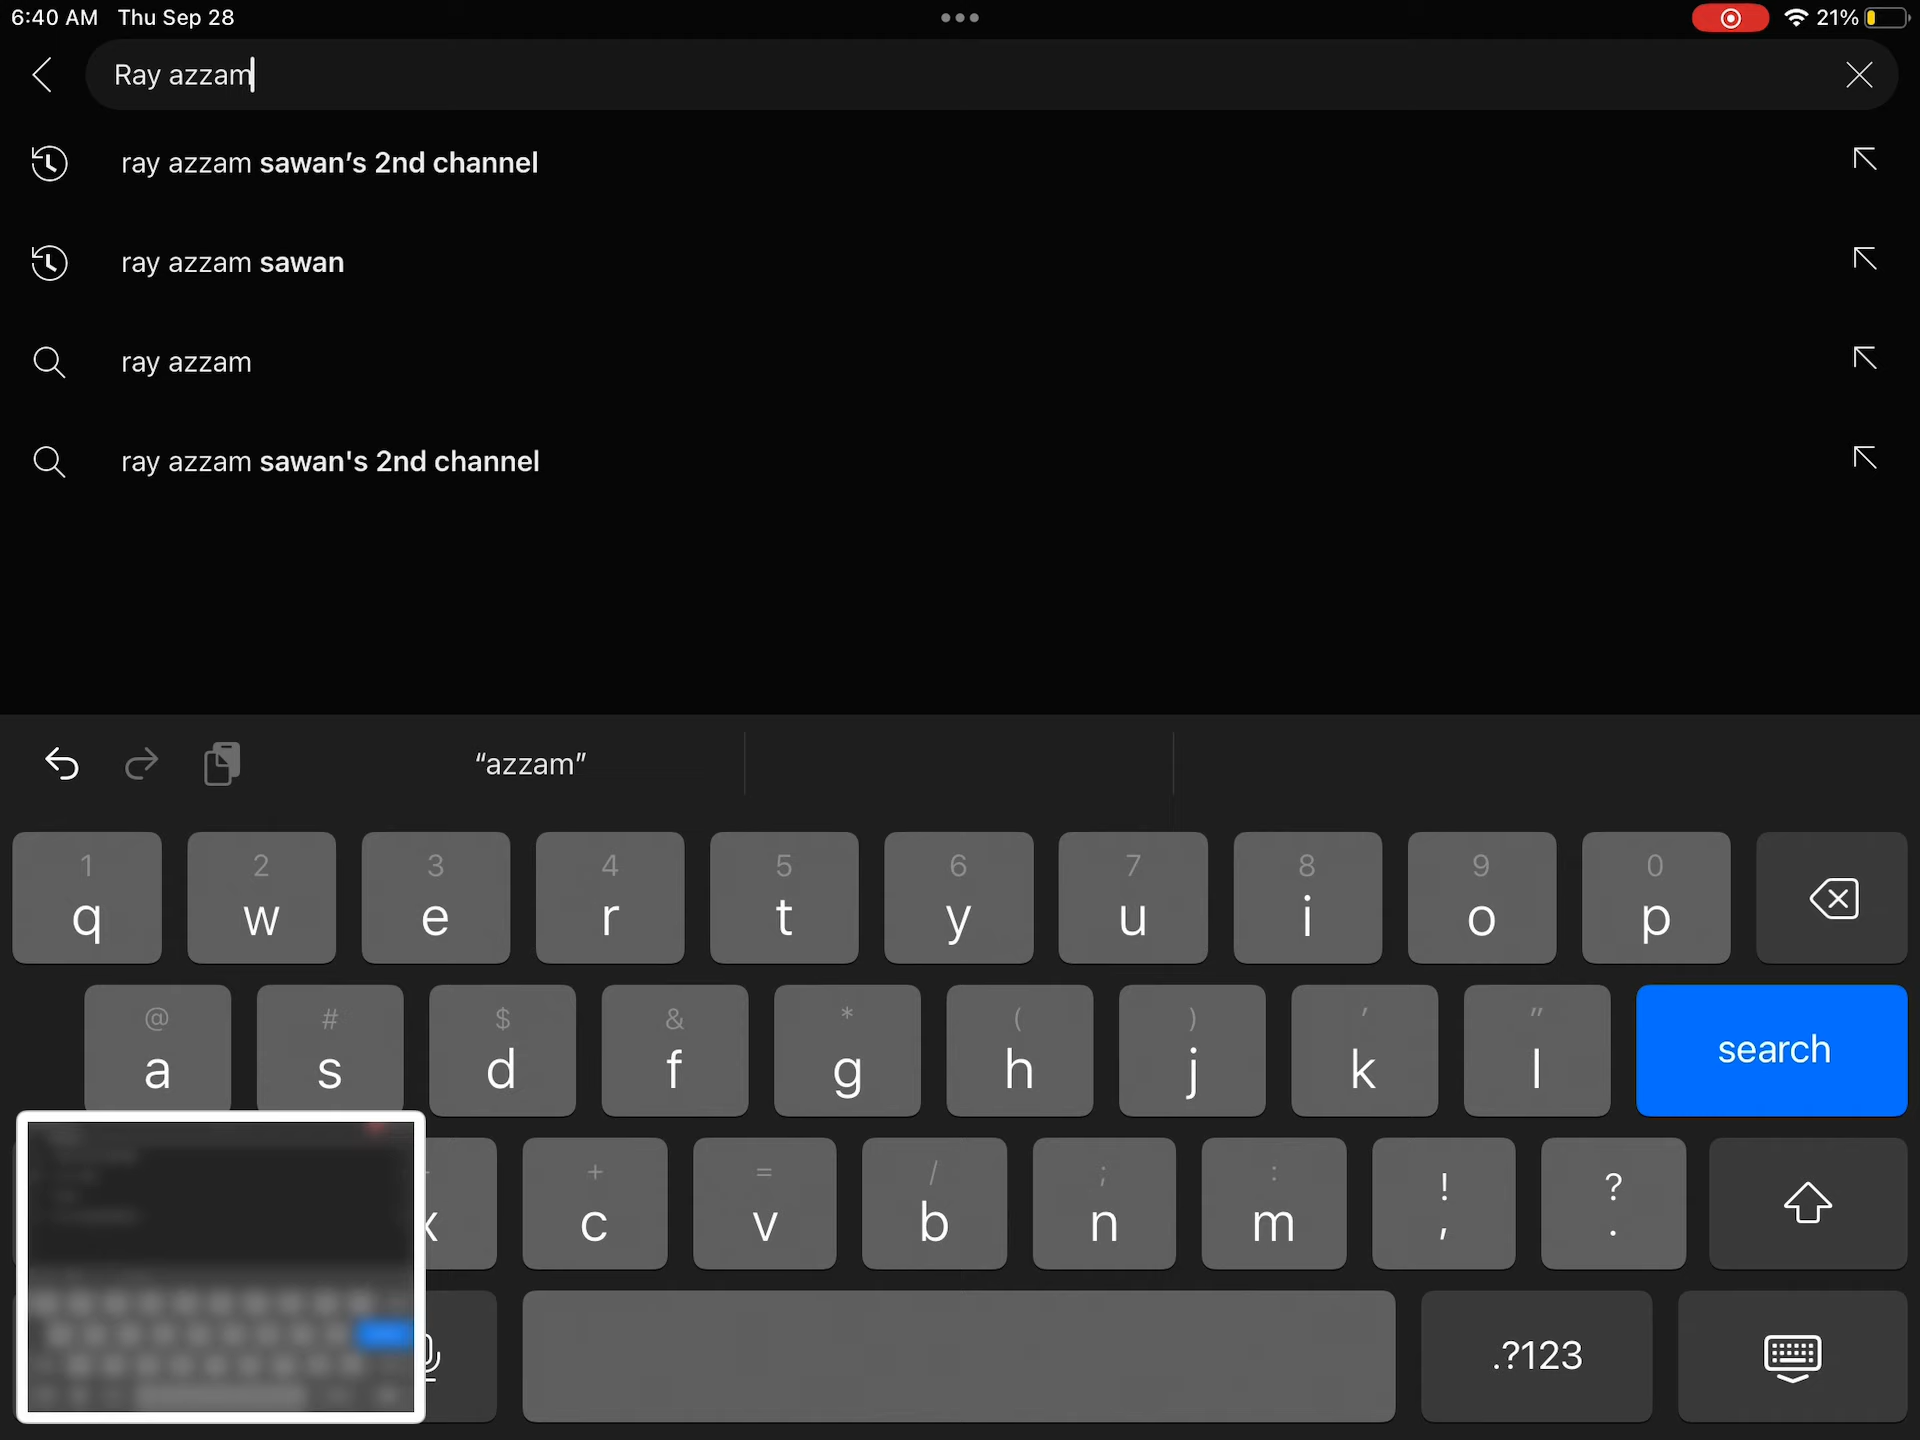 6:40 AM Thu Sep 28 21%
Ray azzam
ray azzam sawan’s 2nd channel
ray azzam sawan
ray azzam
ray azzam sawan's 2nd channel
“azzam”
1 2 3 4 5 6 7 8 9 0
q w e r t y u i o p
@ # $ & * ( ) ' "
a s d f g h j k l search
+ = / ; : ! ?
x c v b n m , .
.?123